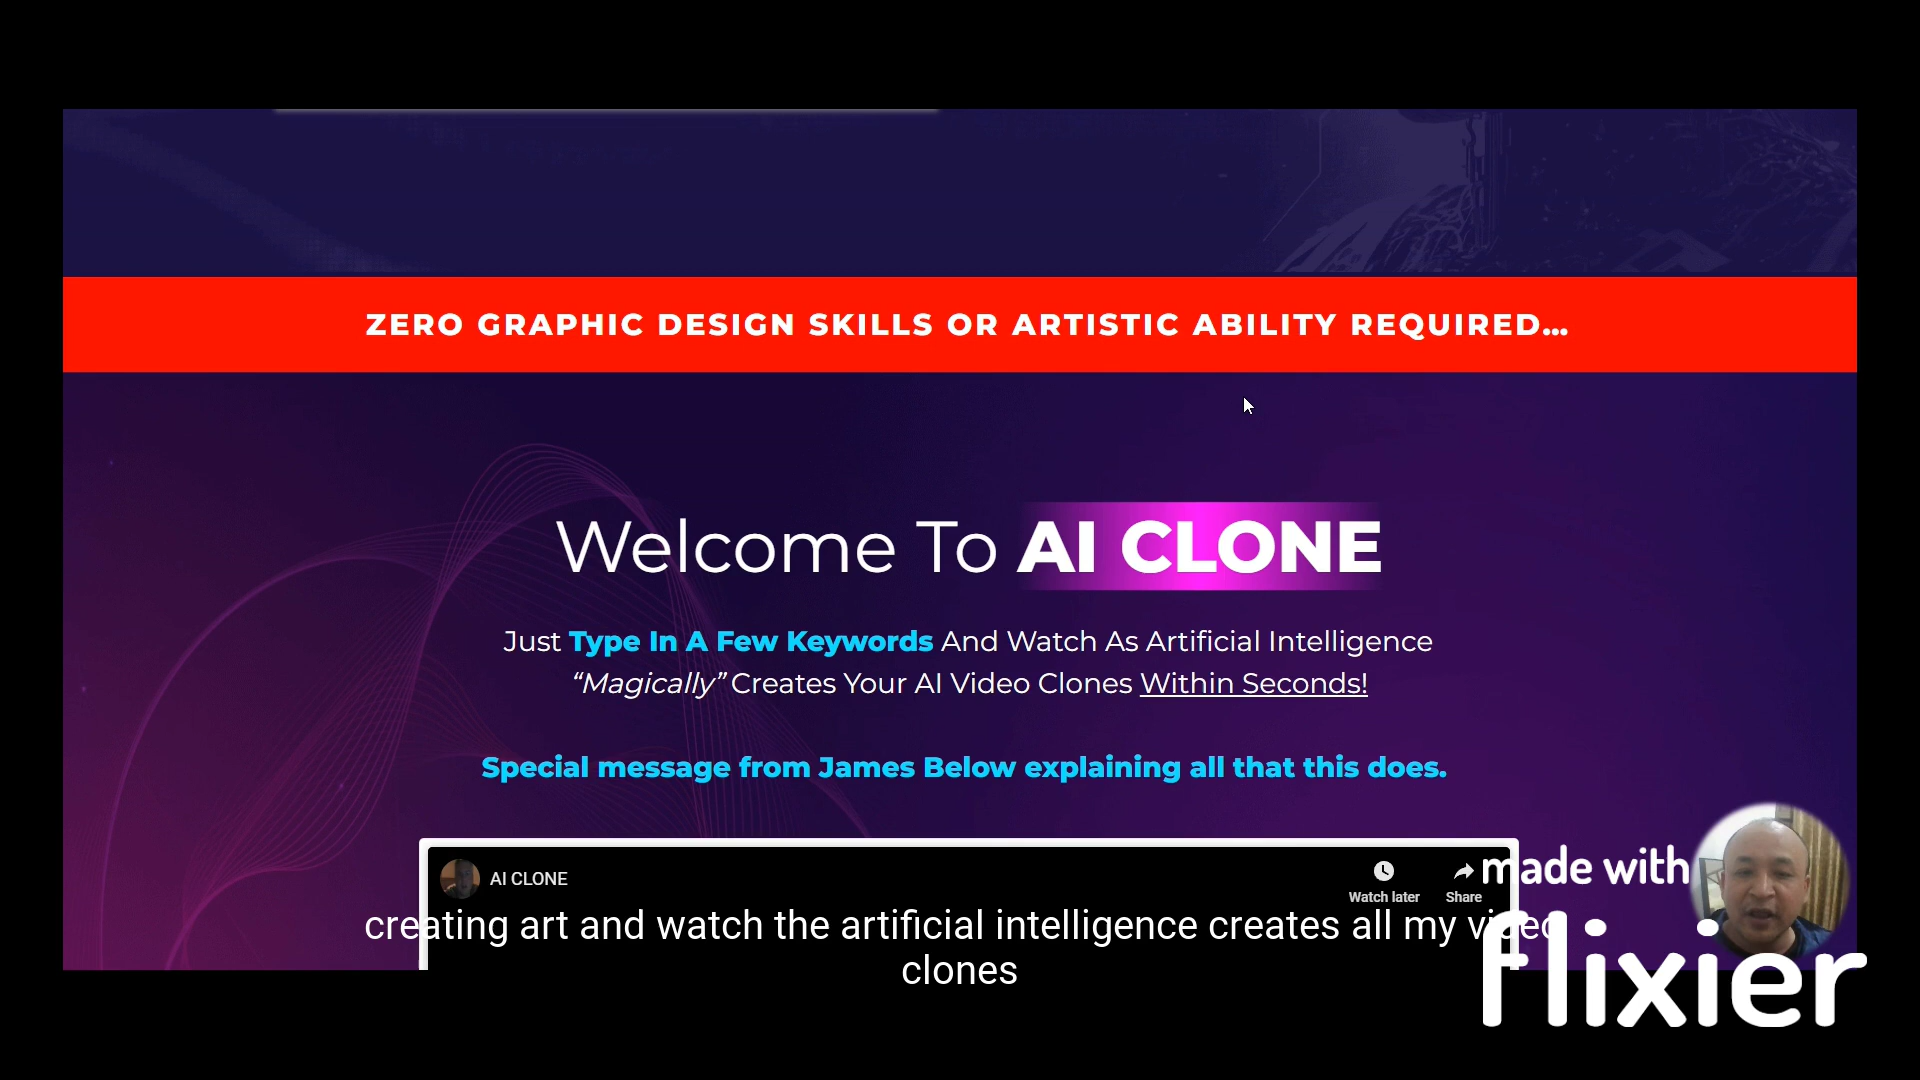 ZERO GRAPHIC DESIGN SKILLS OR ARTISTIC ABILITY REQUIRED...
Welcome To AI CLONE
Just Type In A Few Keywords And Watch As Artificial Intelligence
“Magically” Creates Your AI Video Clones Within Seconds!
Special message from James Below explaining all that this does.
AI CLONE
Watch later
Share
made with
flixier
creating art and watch the artificial intelligence creates all my video
clones